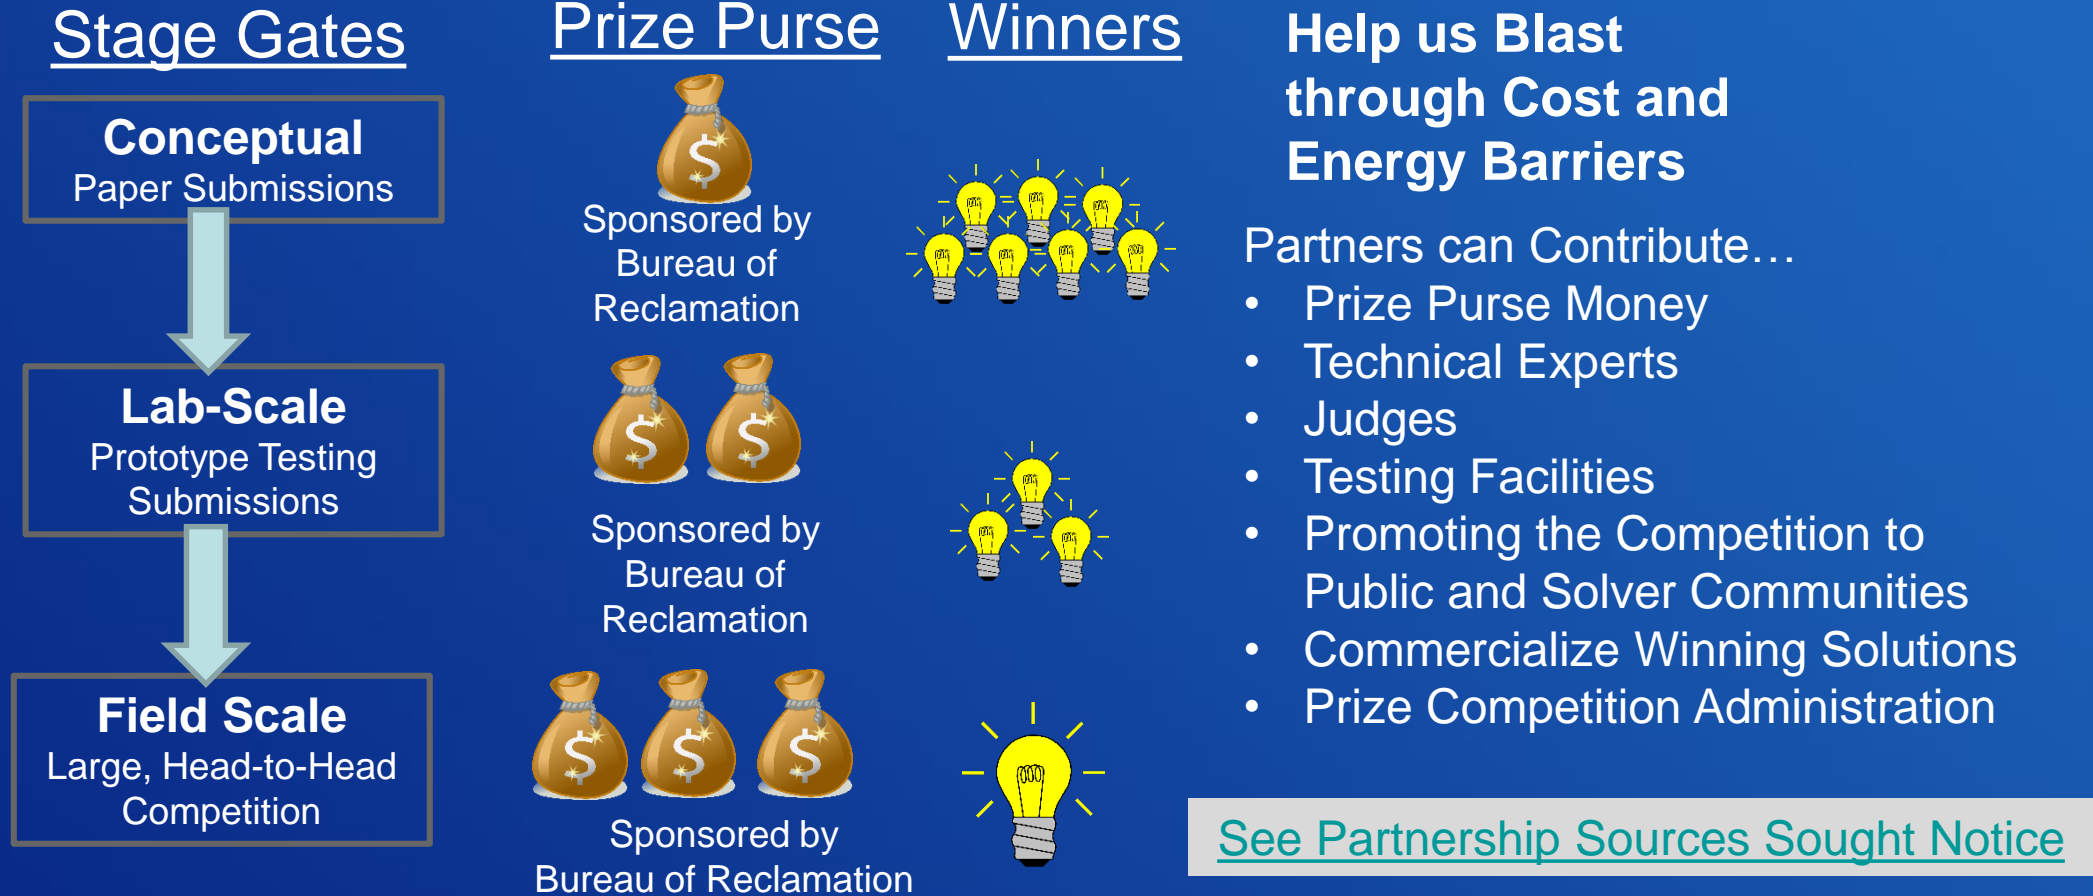 Stage Gates
Conceptual
Paper Submissions
Lab-Scale
Prototype Testing
Submissions
Field Scale
Large, Head-to-Head
Competition
Prize Purse
$
Sponsored by
Bureau of
Reclamation
$ $
Sponsored by
Bureau of
Reclamation
$ $ $
Sponsored by
Bureau of Reclamation
Winners
Help us Blast
through Cost and
Energy Barriers
Partners can Contribute…
• Prize Purse Money
• Technical Experts
• Judges
• Testing Facilities
• Promoting the Competition to
Public and Solver Communities
• Commercialize Winning Solutions
• Prize Competition Administration
See Partnership Sources Sought Notice